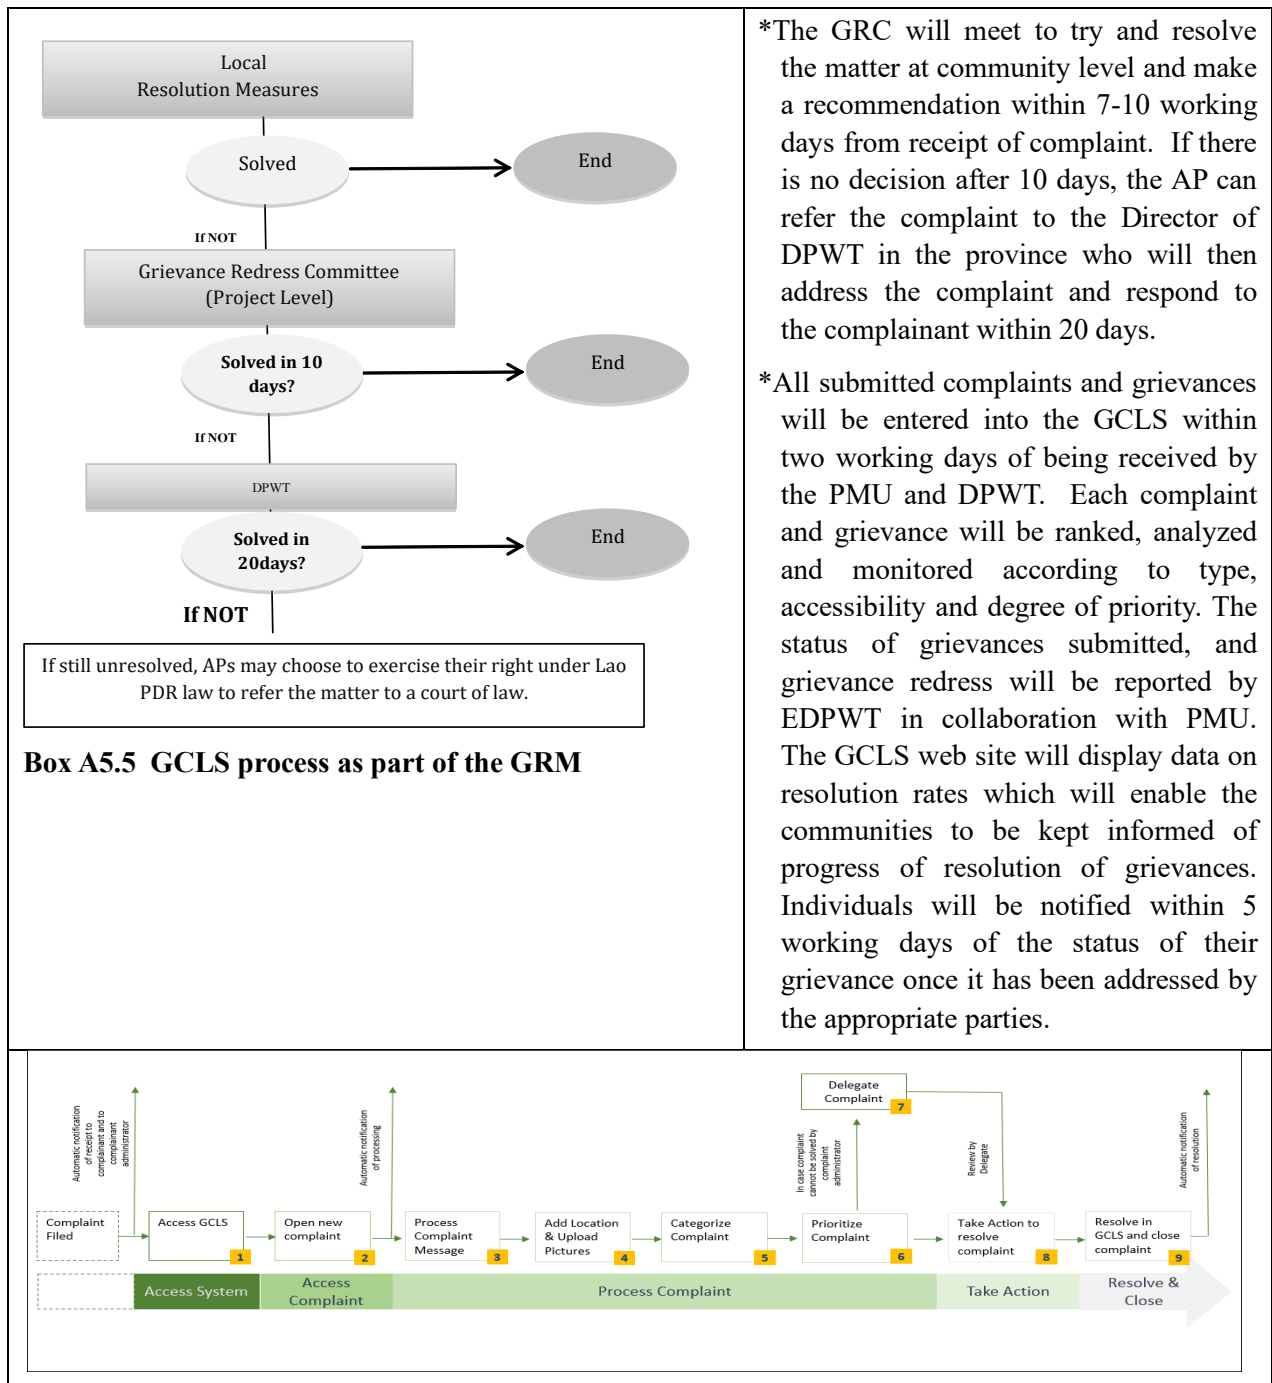 Local
Resolution Measures
Solved
End
If NOT
Grievance Redress Committee
(Project Level)
Solved in 10
days?
End
If NOT
DPWT
Solved in
20days?
End
If NOT
If still unresolved, APs may choose to exercise their right under Lao
PDR law to refer the matter to a court of law.
Box A5.5 GCLS process as part of the GRM
*The GRC will meet to try and resolve
the matter at community level and make
a recommendation within 7-10 working
days from receipt of complaint. If there
is no decision after 10 days, the AP can
refer the complaint to the Director of
DPWT in the province who will then
address the complaint and respond to
the complainant within 20 days.
*All submitted complaints and grievances
will be entered into the GCLS within
two working days of being received by
the PMU and DPWT. Each complaint
and grievance will be ranked, analyzed
and monitored according to type,
accessibility and degree of priority. The
status of grievances submitted, and
grievance redress will be reported by
EDPWT in collaboration with PMU.
The GCLS web site will display data on
resolution rates which will enable the
communities to be kept informed of
progress of resolution of grievances.
Individuals will be notified within 5
working days of the status of their
grievance once it has been addressed by
the appropriate parties.
Automatic notification
of receipt to
complainant and to
complainant
administrator
Automatic notification
of processing
In case complaint
cannot be solved by
complaint
administrator
Delegate
Complaint
7
Review by
Delegate
Automatic notification
of resolution
Complaint
Filed
Access GCLS
1
Open new
complaint
2
Process
Complaint
Message
3
Add Location
& Upload
Pictures
4
Categorize
Complaint
5
Prioritize
Complaint
6
Take Action to
resolve
complaint
8
Resolve in
GCLS and close
complaint
9
Access System
Access
Complaint
Process Complaint
Take Action
Resolve &
Close